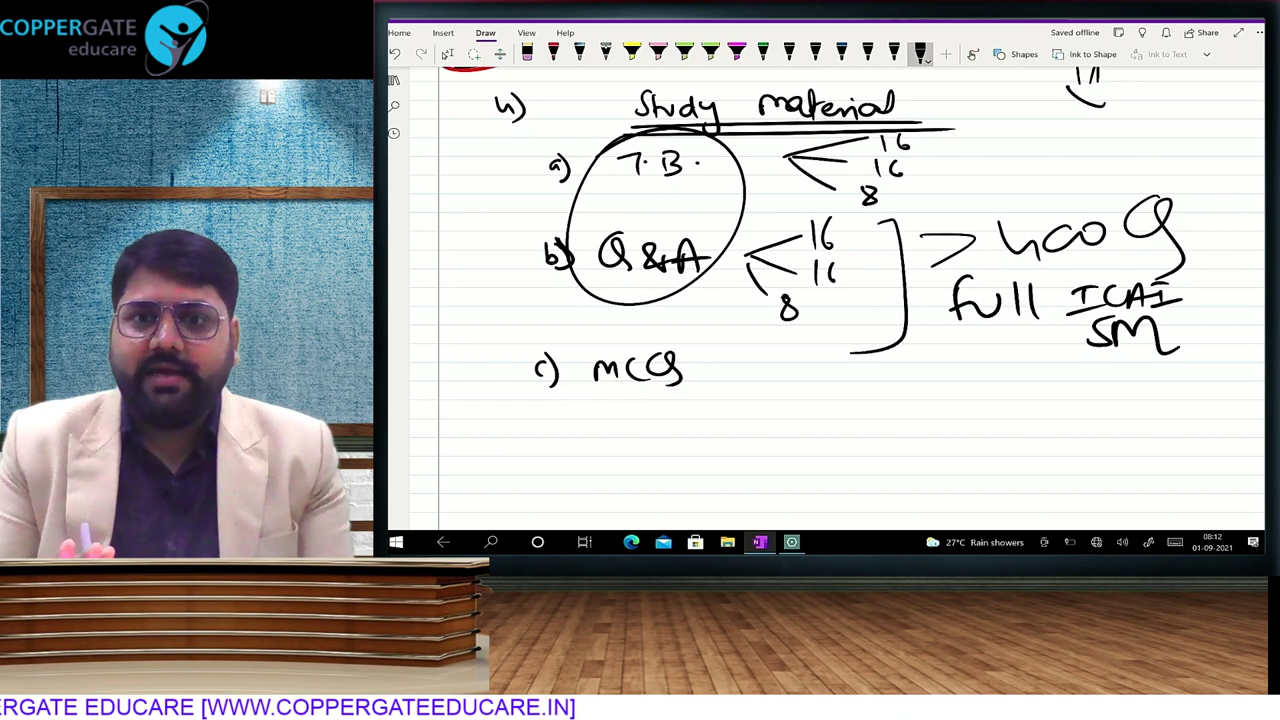 COPPERGATE
educare
Home Insert Draw View Help
Saved offline Share
Shapes Ink to Shape Ink to Text
4) Study material
a) T.B. 16
16
8
b) Q & A 16
16
8
> 400 Q
full ICAI
SM
c) MCQ
27°C Rain showers
08:12
01-09-2021
ERGATE EDUCARE [WWW.COPPERGATEEDUCARE.IN]